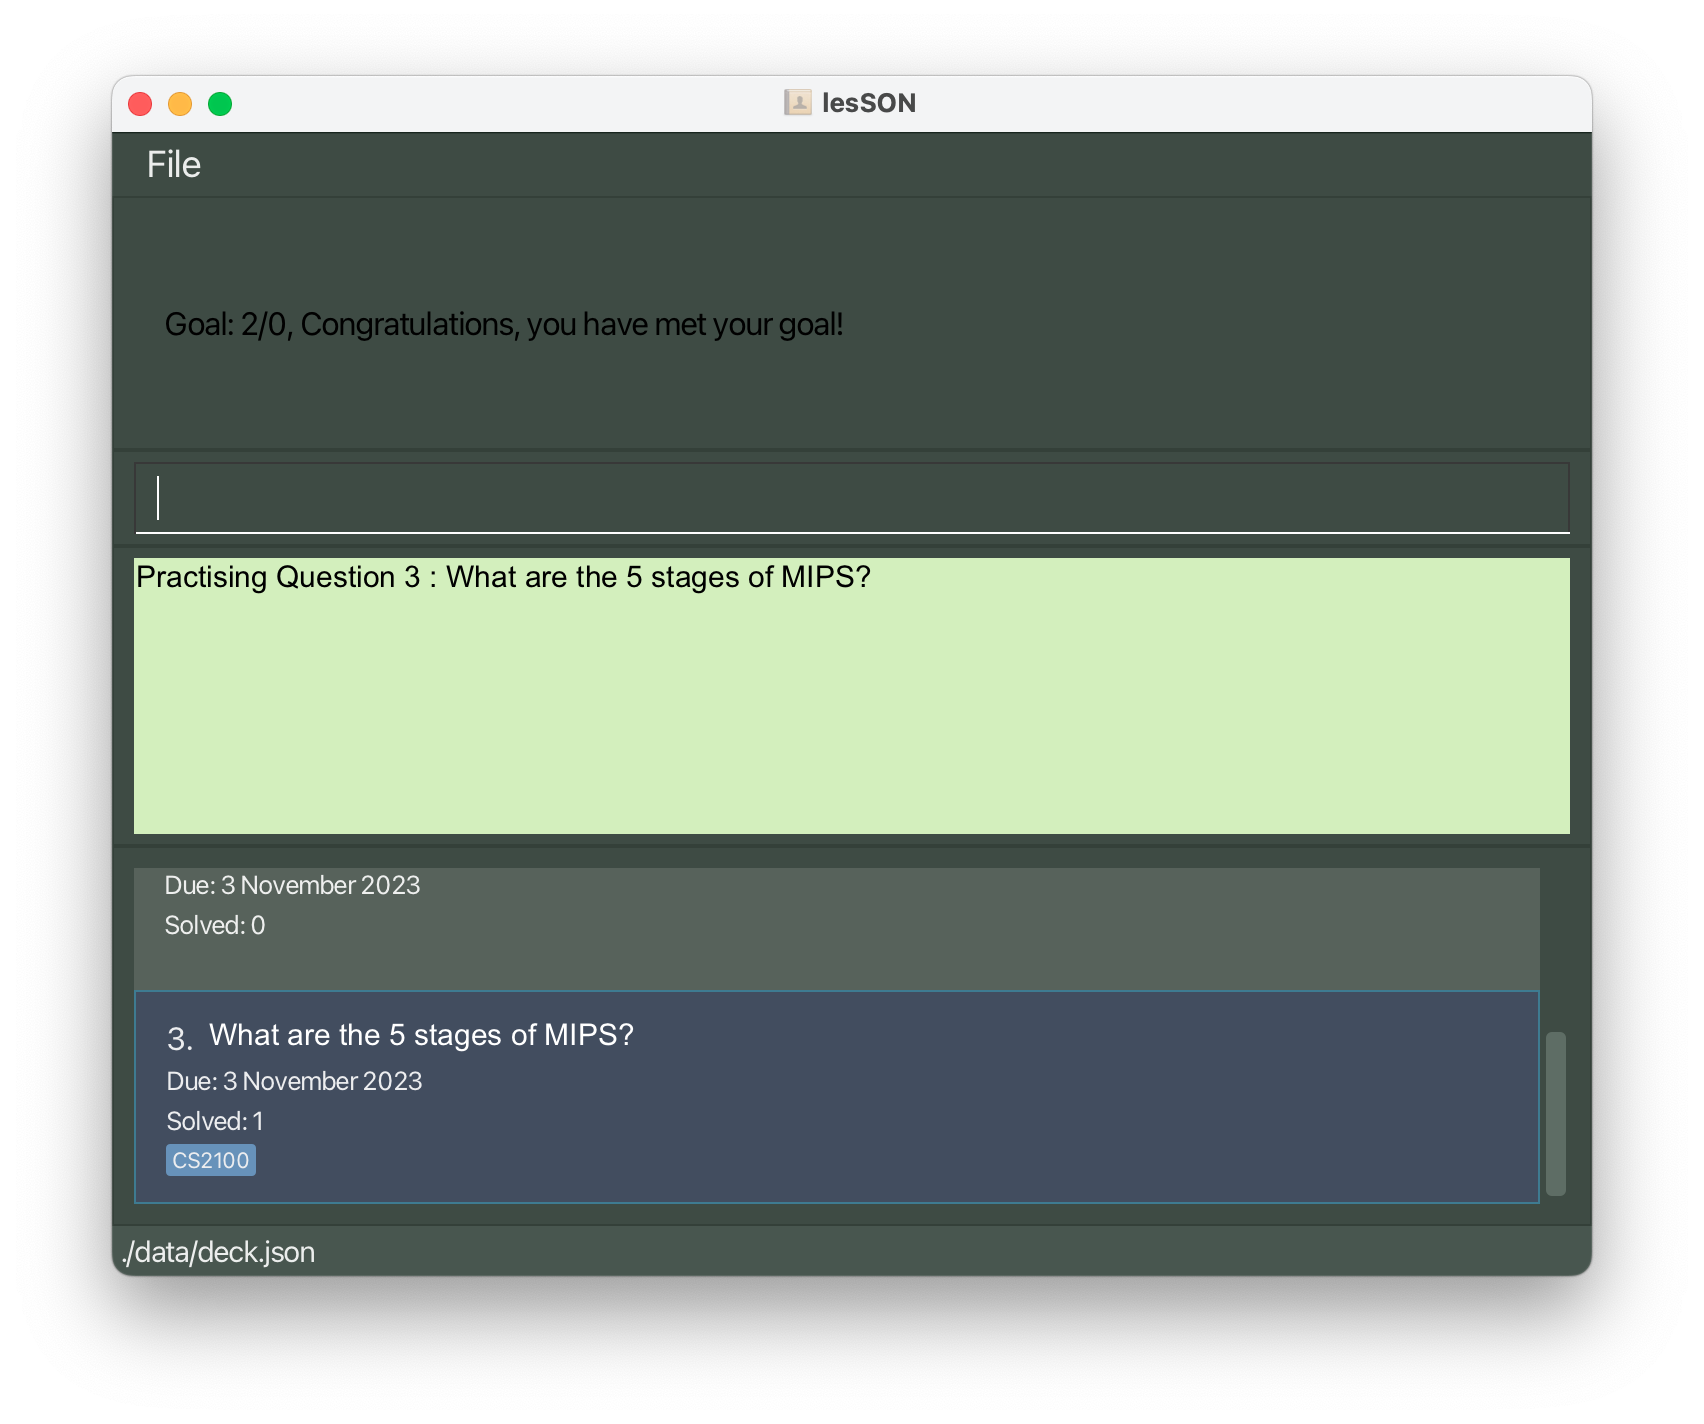 lesSON
File
Goal: 2/0, Congratulations, you have met your goal!
Practising Question 3 : What are the 5 stages of MIPS?
Due: 3 November 2023
Solved: 0
3. What are the 5 stages of MIPS?
Due: 3 November 2023
Solved: 1
CS2100
./data/deck.json